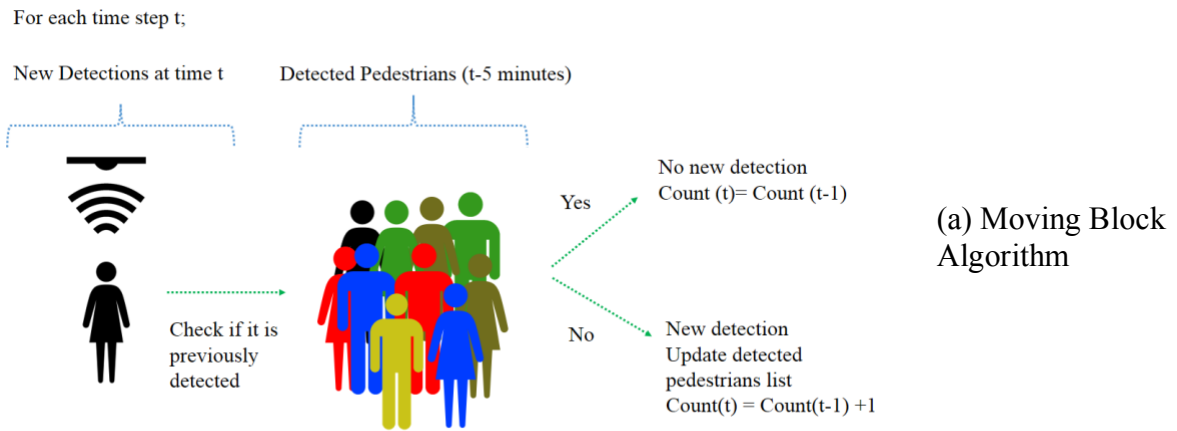 For each time step t;
New Detections at time t
Detected Pedestrians (t-5 minutes)
Check if it is
previously
detected
Yes
No new detection
Count (t)= Count (t-1)
No
New detection
Update detected
pedestrians list
Count(t) = Count(t-1) +1
(a) Moving Block
Algorithm